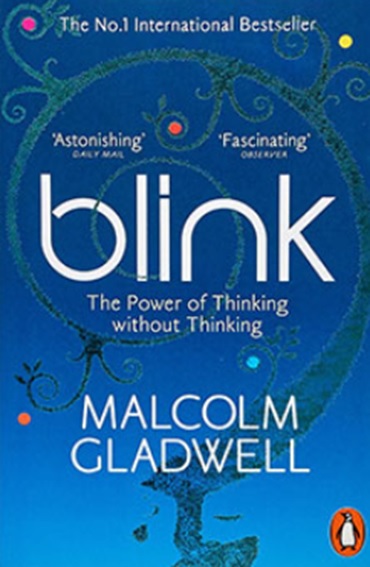 The No.1 International Bestseller
'Astonishing' 'Fascinating'
DAILY MAIL OBSERVER
blink
The Power of Thinking
without Thinking
MALCOLM
GLADWELL